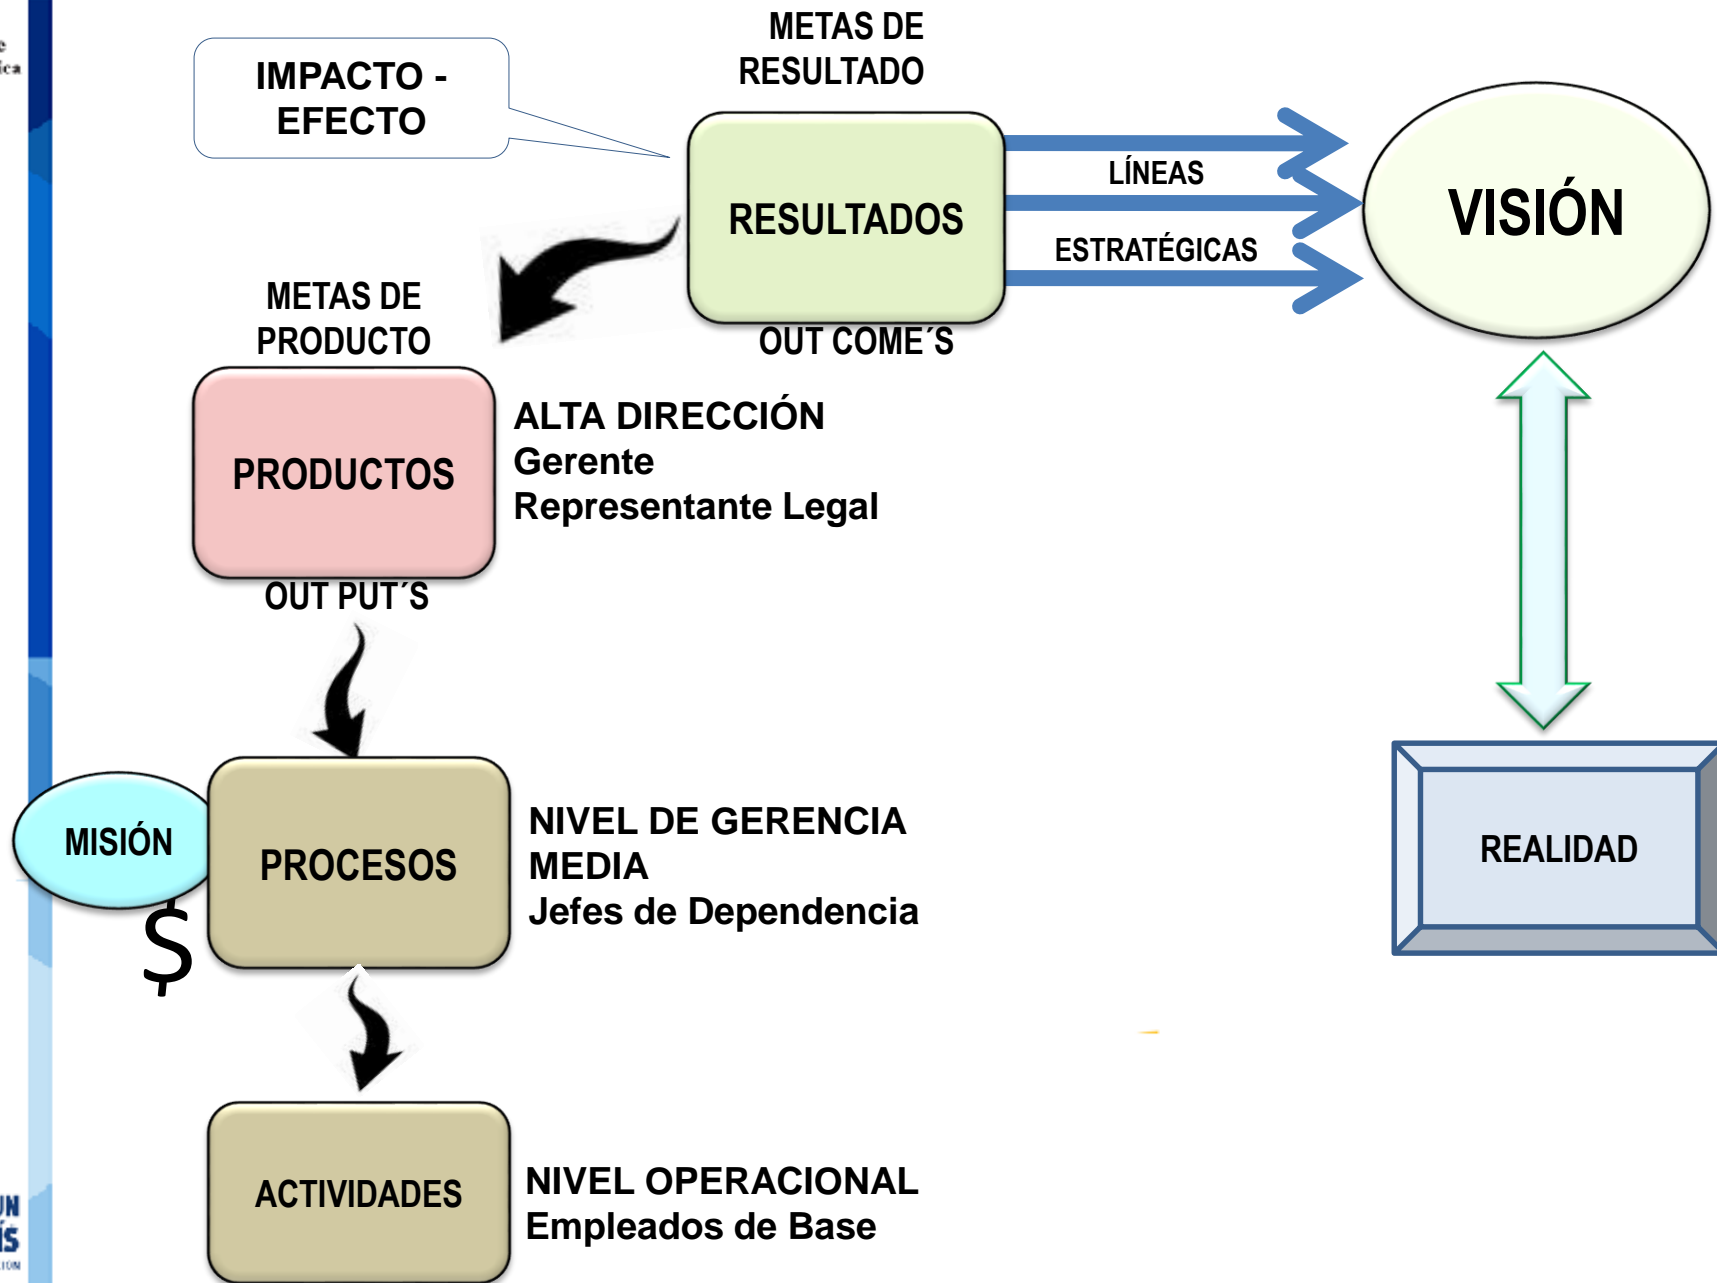 METAS DE
RESULTADO
IMPACTO -
EFECTO
RESULTADOS
LÍNEAS
ESTRATÉGICAS
VISIÓN
OUT COME´S
METAS DE
PRODUCTO
PRODUCTOS
ALTA DIRECCIÓN
Gerente
Representante Legal
OUT PUT´S
MISIÓN
$
PROCESOS
NIVEL DE GERENCIA
MEDIA
Jefes de Dependencia
REALIDAD
ACTIVIDADES
NIVEL OPERACIONAL
Empleados de Base